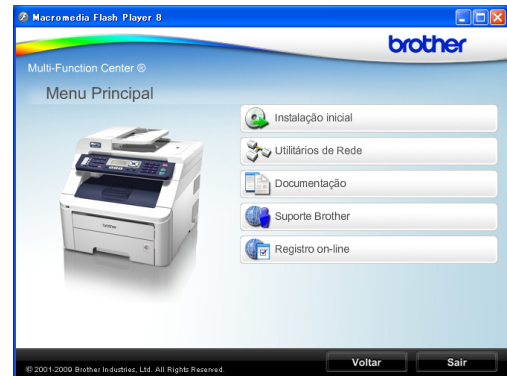 Macromedia Flash Player 8
brother
Multi-Function Center ®
Menu Principal
Instalação inicial
Utilitários de Rede
Documentação
Suporte Brother
Registro on-line
brother
© 2001-2009 Brother Industries, Ltd. All Rights Reserved.
Voltar
Sair